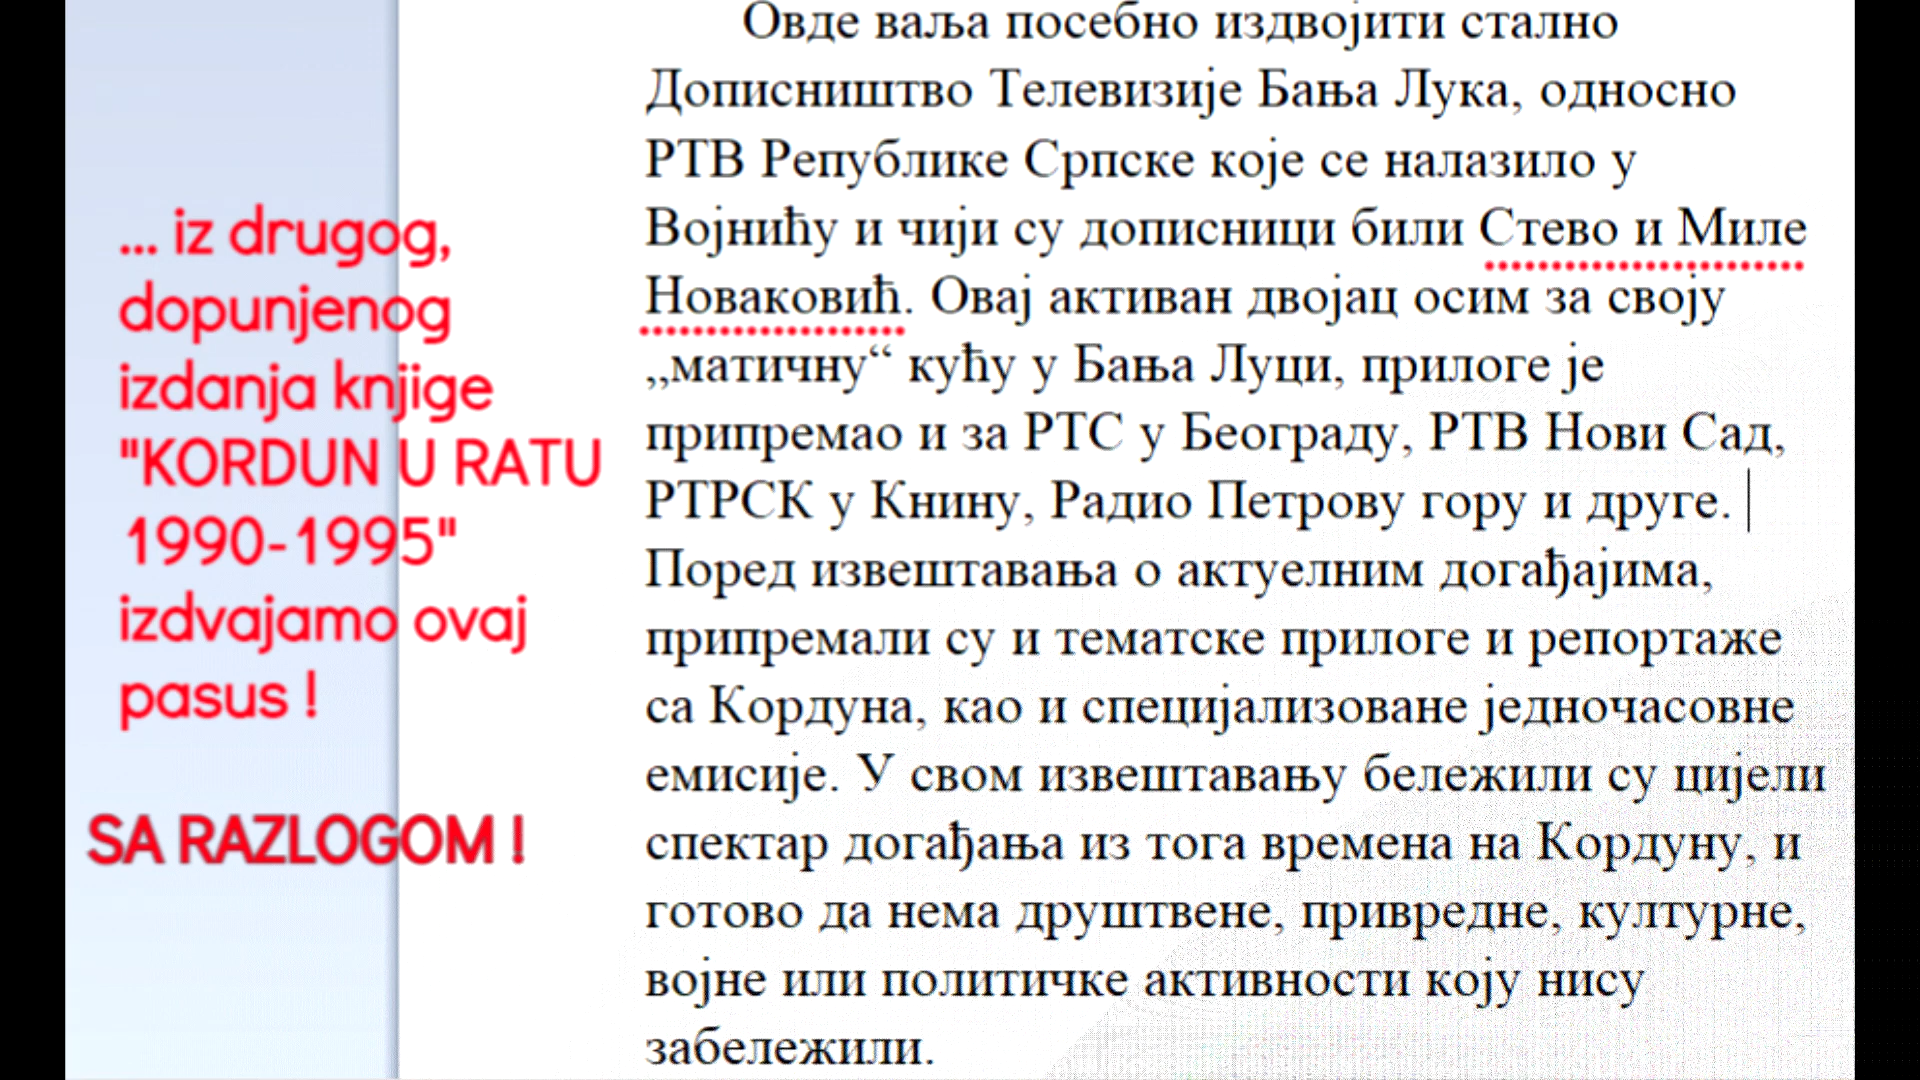 ... iz drugog,
dopunjenog
izdanja knjige
"KORDUN U RATU
1990-1995"
izdvajamo ovaj
pasus !
SA RAZLOGOM !
Овде ваља посебно издвојити стално
Дописништво Телевизије Бања Лука, односно
РТВ Републике Српске које се налазило у
Војнићу и чији су дописници били Стево и Миле
Новаковић. Овај активан двојац осим за своју
„матичну“ кућу у Бања Луци, прилоге је
припремао и за РТС у Београду, РТВ Нови Сад,
РТРСК у Книну, Радио Петрову гору и друге.
Поред извештавања о актуелним догађајима,
припремали су и тематске прилоге и репортаже
са Кордуна, као и специјализоване једночасовне
емисије. У свом извештавању бележили су цијели
спектар догађања из тога времена на Кордуну, и
готово да нема друштвене, привредне, културне,
војне или политичке активности коју нису
забележили.